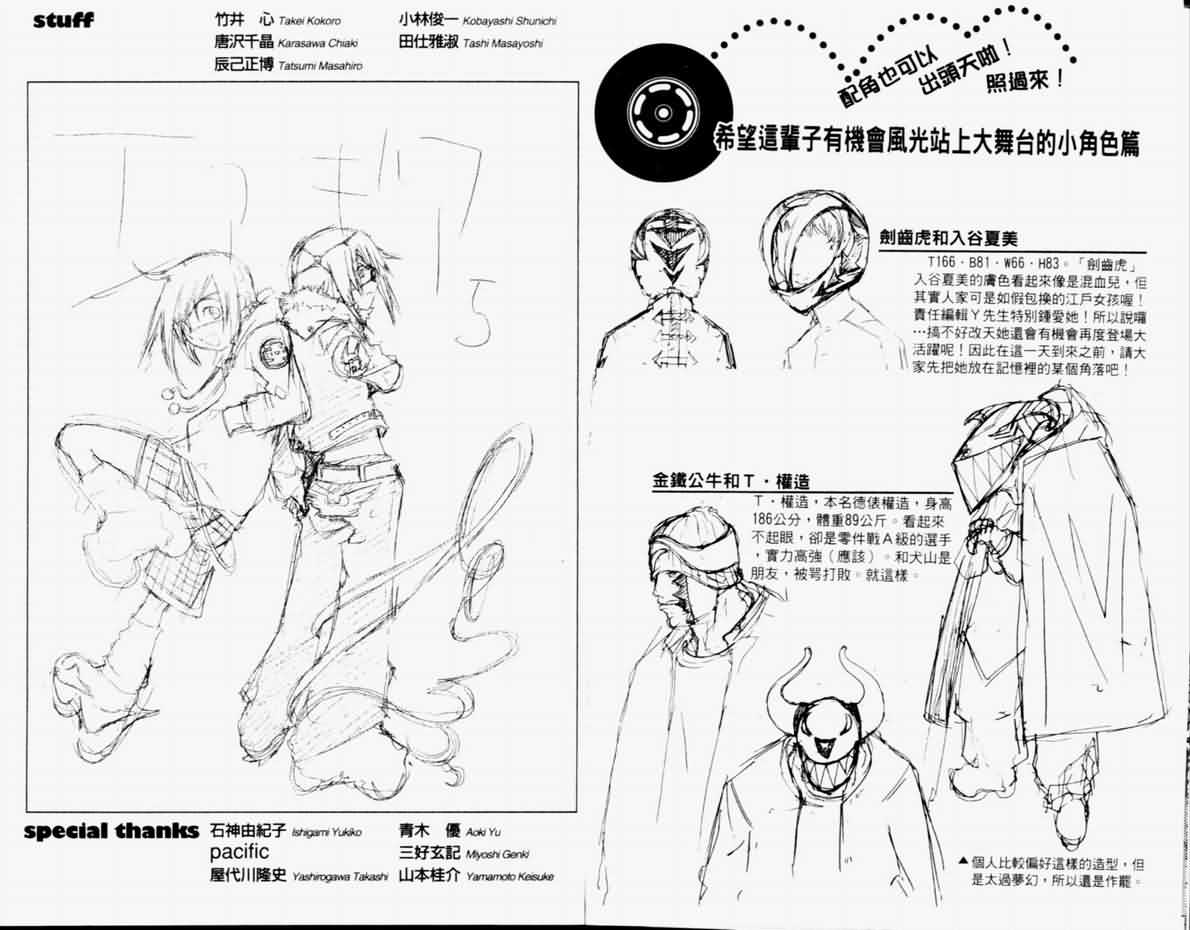 stuff
竹井　心 Takei Kokoro
唐沢千晶 Karasawa Chiaki
辰己正博 Tatsumi Masahiro
小林俊一 Kobayashi Shunichi
田仕雅淑 Tashi Masayoshi
special thanks
石神由紀子 Ishigami Yukiko
pacific
屋代川隆史 Yashirogawa Takashi
青木　優 Aoki Yu
三好玄記 Miyoshi Genki
山本桂介 Yamamoto Keisuke
配角也可以
出頭天啦！
照過來！
希望這輩子有機會風光站上大舞台的小角色篇
劍齒虎和入谷夏美
T166・B81・W66・H83。「劍齒虎」
入谷夏美的膚色看起來像是混血兒，但
其實人家可是如假包換的江戶女孩喔！
責任編輯Ｙ先生特別鍾愛她！所以說囉
…搞不好改天她還會有機會再度登場大
活躍呢！因此在這一天到來之前，請大
家先把她放在記憶裡的某個角落吧！
金鐵公牛和Ｔ・權造
Ｔ・權造，本名德俵權造，身高
186公分，體重89公斤。看起來
不起眼，卻是零件戰Ａ級的選手
，實力高強（應該）。和犬山是
朋友，被咢打敗。就這樣。
▲個人比較偏好這樣的造型，但
是太過夢幻，所以還是作罷。